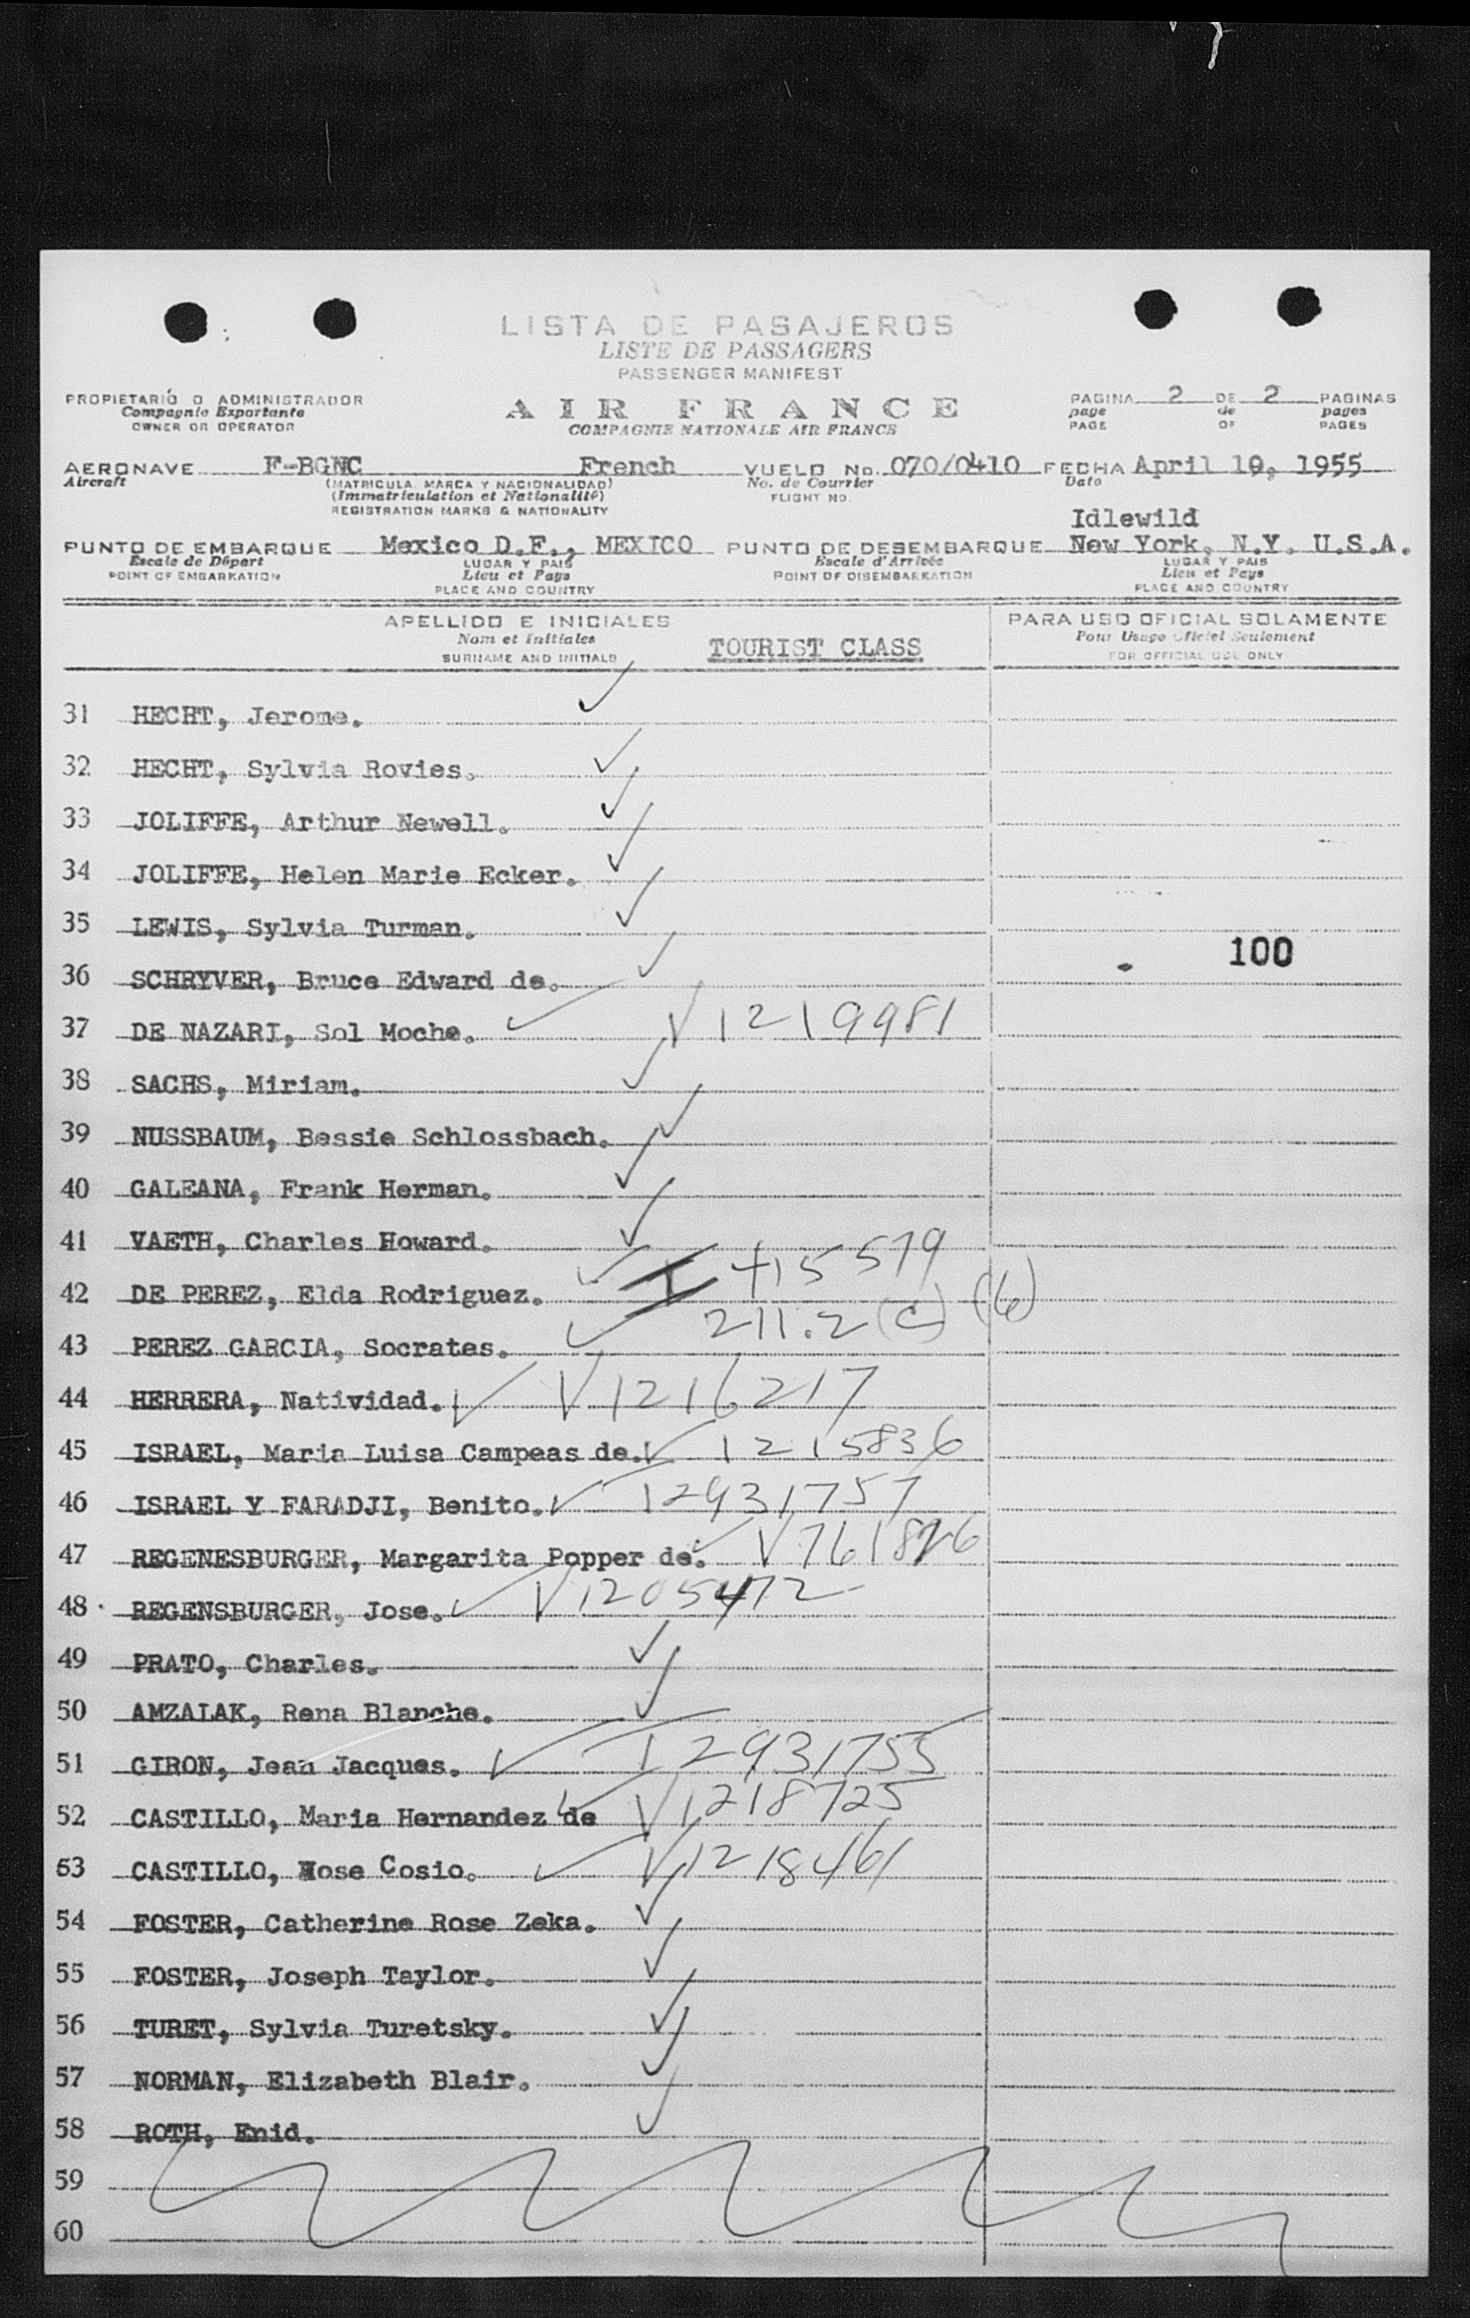 LISTA DE PASAJEROS
LISTE DE PASSAGERS
PASSENGER MANIFEST
PROPIETARIO O ADMINISTRADOR
Compagnie Exportante
OWNER OR OPERATOR
AIR FRANCE
COMPAGNIE NATIONALE AIR FRANCE
PAGINA 2 DE 2 PAGINAS
page de pages
PAGE OF PAGES
AERONAVE F-BGNC French VUELO No. 070/0410 FECHA April 10, 1955
Aircraft (MATRICULA, MARCA Y NACIONALIDAD) No. de Courrier Date
(Immatriculation et Nationalité) FLIGHT NO.
REGISTRATION MARKS & NATIONALITY
Idlewild
PUNTO DE EMBARQUE Mexico D.F., MEXICO PUNTO DE DESEMBARQUE New York, N.Y. U.S.A.
Escale de Départ LUGAR Y PAIS Escale d'Arrivée LUGAR Y PAIS
POINT OF EMBARKATION Lieu et Pays POINT OF DISEMBARKATION Lieu et Pays
PLACE AND COUNTRY PLACE AND COUNTRY
APELLIDO E INICIALES PARA USO OFICIAL SOLAMENTE
Nom et Initiales TOURIST CLASS Pour Usage Officiel Seulement
SURNAME AND INITIALS FOR OFFICIAL USE ONLY
31 HECHT, Jerome.
32 HECHT, Sylvia Rovies.
33 JOLIFFE, Arthur Newell.
34 JOLIFFE, Helen Marie Ecker.
35 LEWIS, Sylvia Turman.
100
36 SCHRYVER, Bruce Edward de.
37 DE NAZARI, Sol Moche. V 1219981
38 SACHS, Miriam.
39 NUSSBAUM, Bessie Schlossbach.
40 GALEANA, Frank Herman.
41 VAETH, Charles Howard.
42 DE PEREZ, Elda Rodriguez. I 415579
211.2 (c) (6)
43 PEREZ GARCIA, Socrates.
44 HERRERA, Natividad. V 1216217
45 ISRAEL, Maria Luisa Campeas de. 1215836
46 ISRAEL Y FARADJI, Benito. I 2931757
47 REGENESBURGER, Margarita Popper de. V 761826
48 REGENSBURGER, Jose. V 1205472
49 PRATO, Charles.
50 AMZALAK, Rena Blanche.
51 GIRON, Jean Jacques. I 2931755
52 CASTILLO, Maria Hernandez de V 1218725
53 CASTILLO, Jose Cosio. V 1218461
54 FOSTER, Catherine Rose Zeka.
55 FOSTER, Joseph Taylor.
56 TURET, Sylvia Turetsky.
57 NORMAN, Elizabeth Blair.
58 ROTH, Enid.
59
60